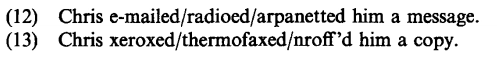 (12) Chris e-mailed/radioed/arpanetted him a message.
(13) Chris xeroxed/thermofaxed/nroff'd him a copy.